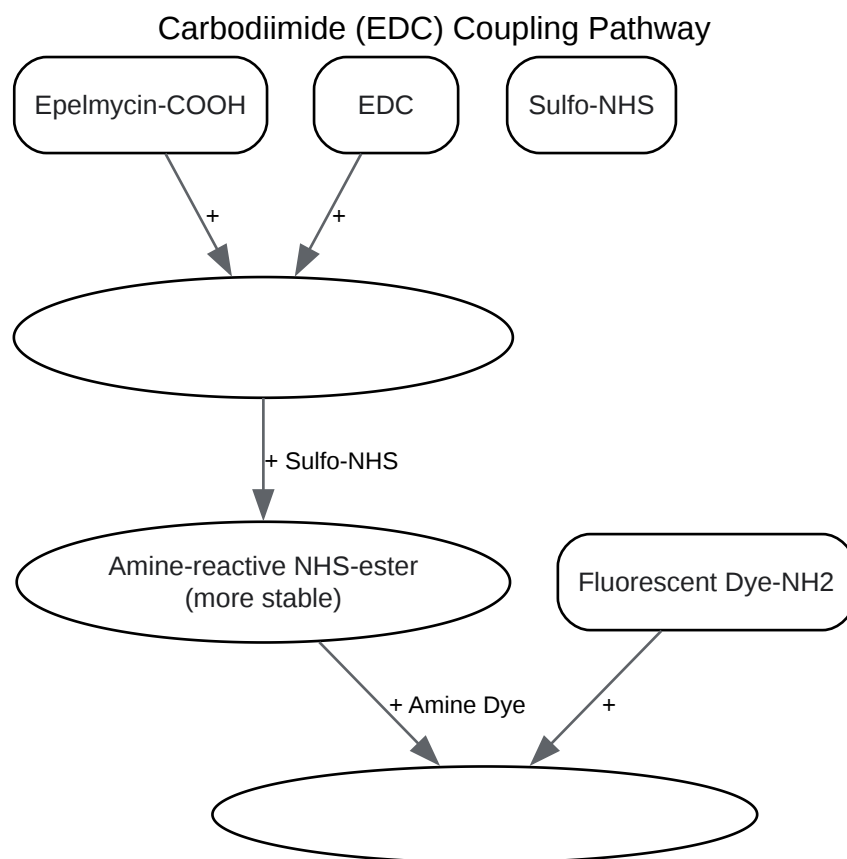 Carbodiimide (EDC) Coupling Pathway
Epelmycin-COOH
EDC
Sulfo-NHS
+
+
+ Sulfo-NHS
Amine-reactive NHS-ester
(more stable)
Fluorescent Dye-NH2
+ Amine Dye
+